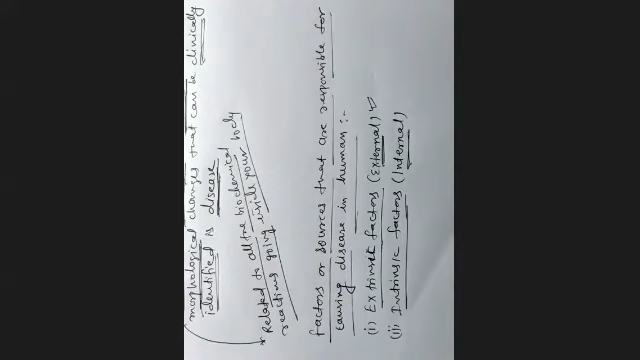 morphological changes that can be clinically
identified is disease
* Related to all the biochemical body
reactions going inside your
Factors or sources that are responsible for
causing disease in human :-
(i) Extrinsic factors (External)
(ii) Intrinsic factors (Internal)